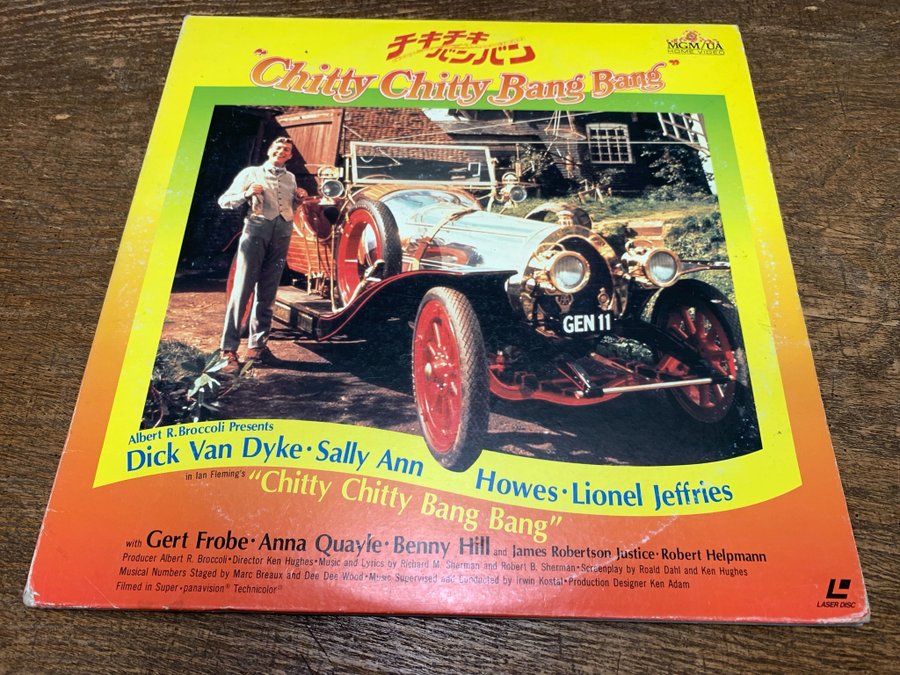 チキチキ
バンバン
MGM/UA
HOME VIDEO
"Chitty Chitty Bang Bang"
GEN 11
Albert R. Broccoli Presents
Dick Van Dyke・Sally Ann Howes・Lionel Jeffries
in Ian Fleming's "Chitty Chitty Bang Bang"
with Gert Frobe・Anna Quayle・Benny Hill and James Robertson Justice・Robert Helpmann
Producer Albert R. Broccoli・Director Ken Hughes・Music and Lyrics by Richard M. Sherman and Robert B. Sherman・Screenplay by Roald Dahl and Ken Hughes
Musical Numbers Staged by Marc Breaux and Dee Dee Wood・Music Supervised and Conducted by Irwin Kostal・Production Designer Ken Adam
Filmed in Super・panavision® Technicolor®
LASER DISC